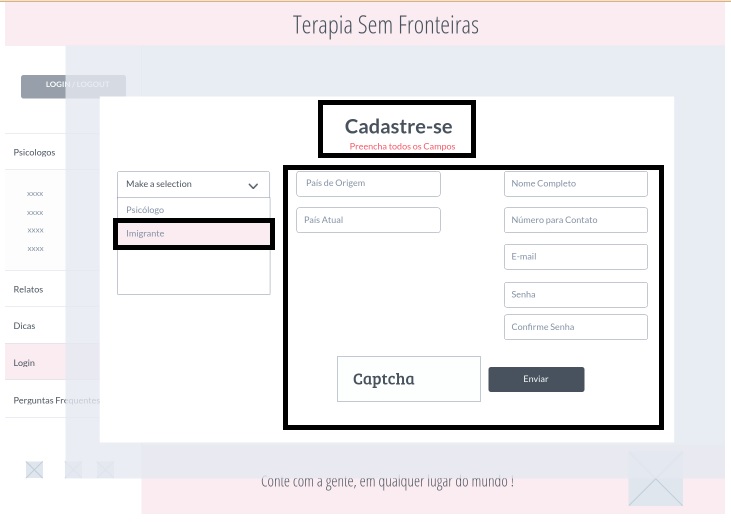 Terapia Sem Fronteiras
LOGIN / LOGOUT
Cadastre-se
Preencha todos os Campos
Psicologos
xxxx
xxxx
xxxx
xxxx
Relatos
Dicas
Login
Perguntas Frequentes
Make a selection
Psicólogo
Imigrante
País de Origem
País Atual
Nome Completo
Número para Contato
E-mail
Senha
Confirme Senha
Captcha
Enviar
Conte com a gente, em qualquer lugar do mundo !